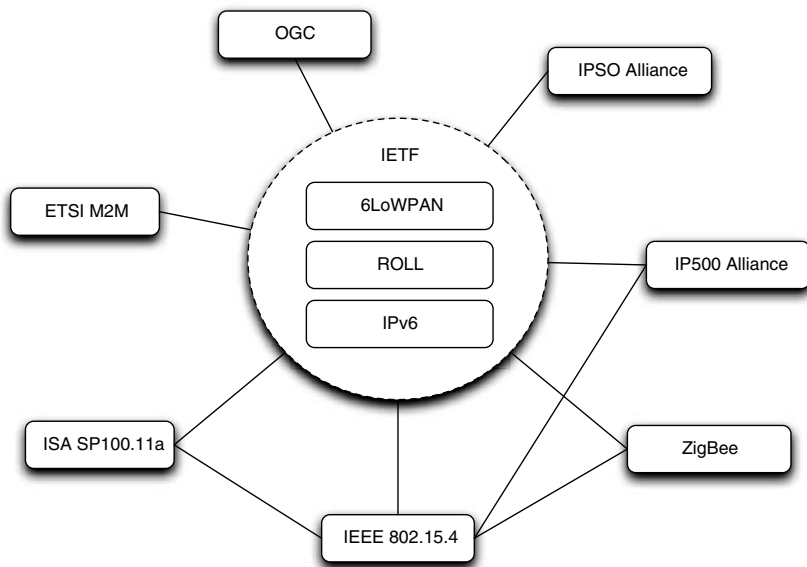 OGC
IPSO Alliance
IETF
6LoWPAN
ETSI M2M
ROLL
IP500 Alliance
IPv6
ISA SP100.11a
ZigBee
IEEE 802.15.4